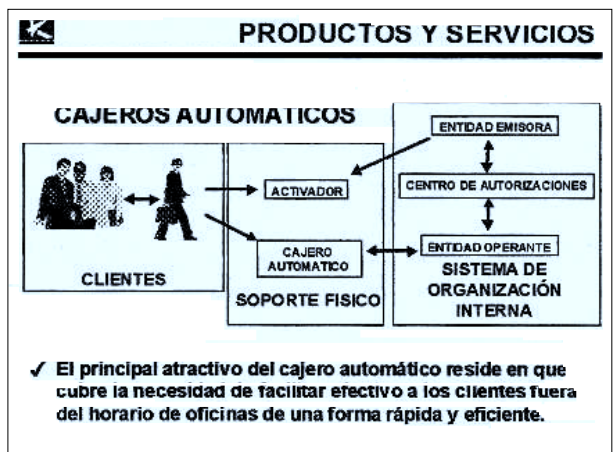 PRODUCTOS Y SERVICIOS
CAJEROS AUTOMATICOS
CLIENTES
ACTIVADOR
CAJERO
AUTOMATICO
SOPORTE FISICO
ENTIDAD EMISORA
CENTRO DE AUTORIZACIONES
ENTIDAD OPERANTE
SISTEMA DE
ORGANIZACIÓN
INTERNA
✓ El principal atractivo del cajero automático reside en que
cubre la necesidad de facilitar efectivo a los clientes fuera
del horario de oficinas de una forma rápida y eficiente.